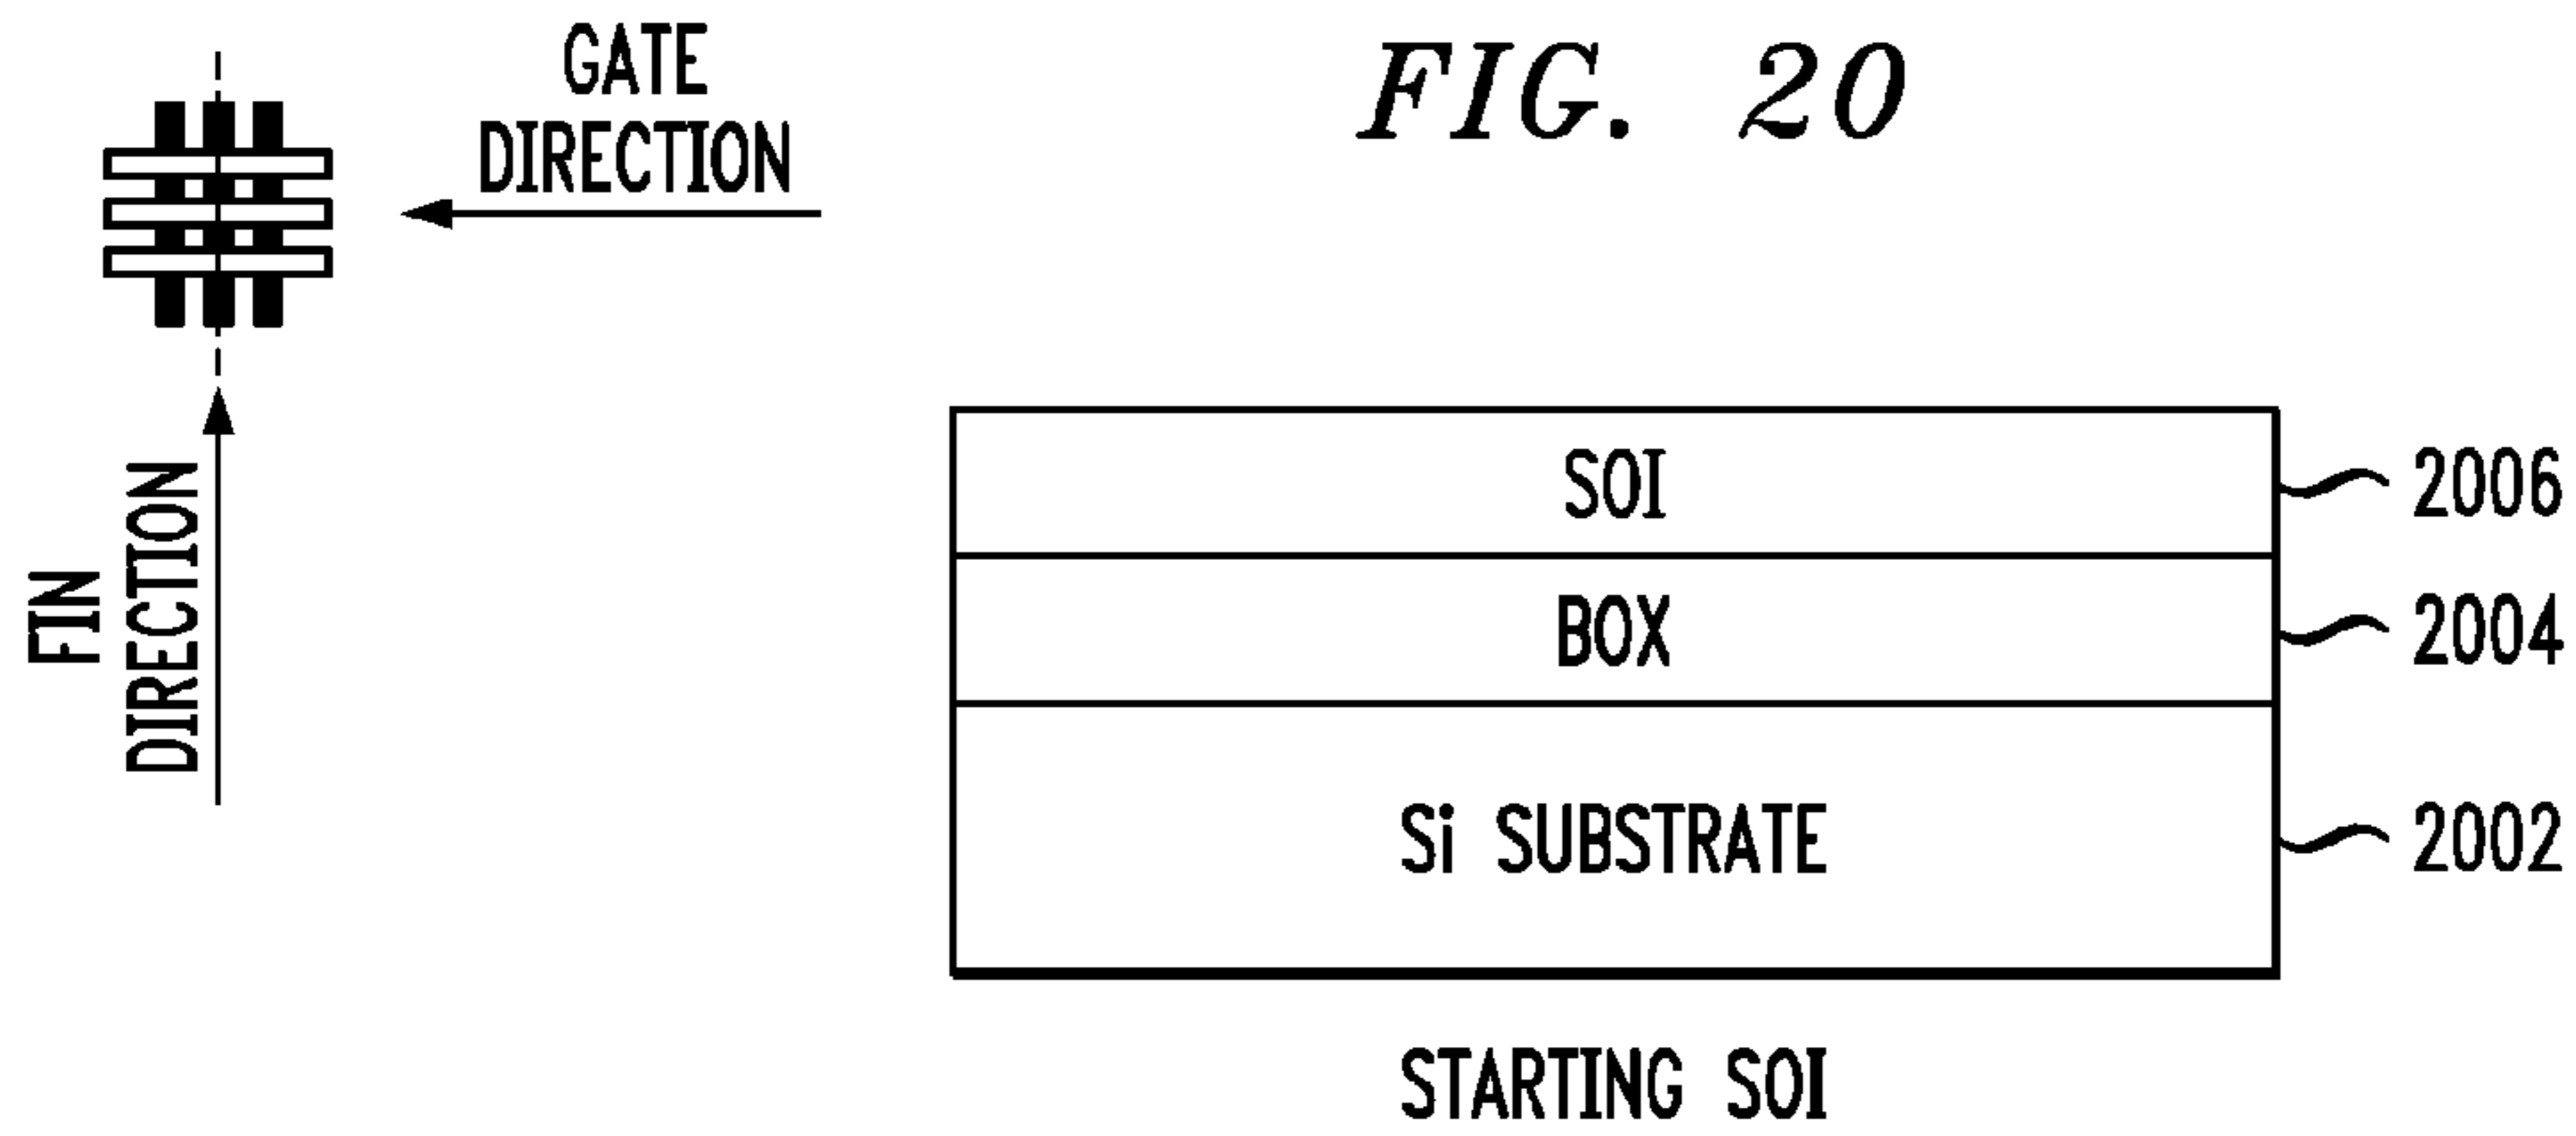 FIG. 20
GATE
DIRECTION
FIN
DIRECTION
SOI
2006
BOX
2004
Si SUBSTRATE
2002
STARTING SOI